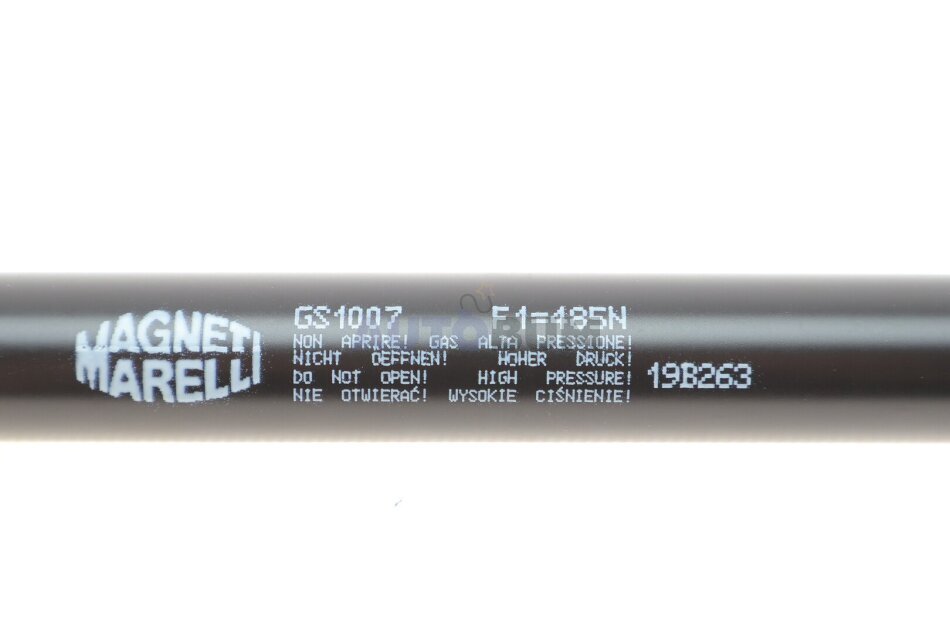 MAGNETI
MARELLI
GS1007 F1=485N
NON APRIRE! GAS ALTA PRESSIONE!
NICHT OEFFNEN! HOHER DRUCK!
DO NOT OPEN! HIGH PRESSURE!
NIE OTWIERAĆ! WYSOKIE CIŚNIENIE!
19B263